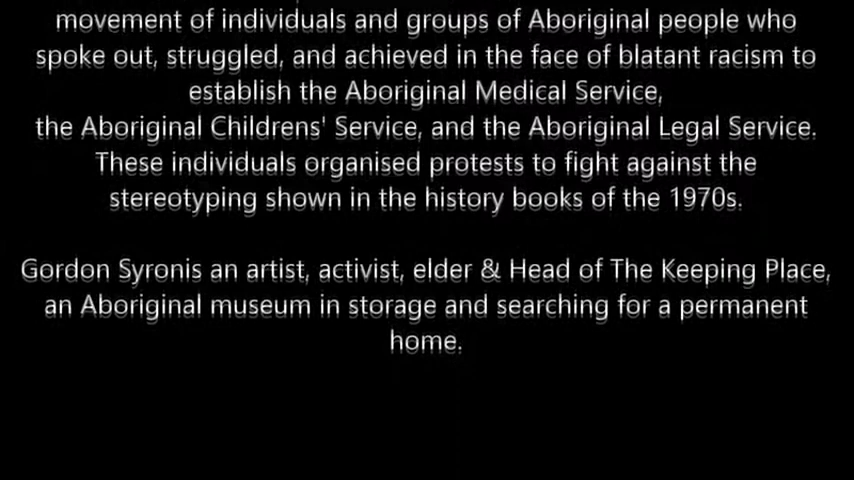 movement of individuals and groups of Aboriginal people who
spoke out, struggled, and achieved in the face of blatant racism to
establish the Aboriginal Medical Service,
the Aboriginal Childrens' Service, and the Aboriginal Legal Service.
These individuals organised protests to fight against the
stereotyping shown in the history books of the 1970s.
Gordon Syronis an artist, activist, elder & Head of The Keeping Place,
an Aboriginal museum in storage and searching for a permanent
home.